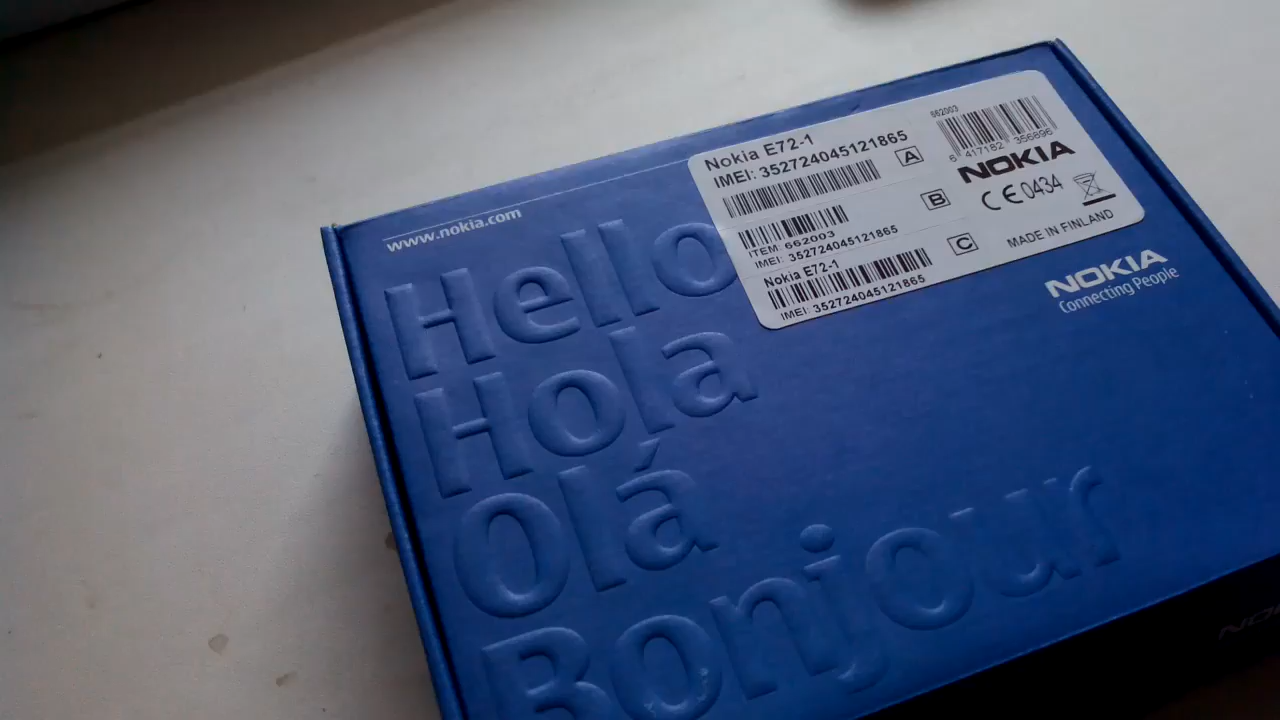 www.nokia.com
Hello
Hola
Olá
Bonjour
Nokia E72-1
IMEI: 352724045121865
A
ITEM: 662003
IMEI: 352724045121865
B
Nokia E72-1
IMEI: 352724045121865
C
662003
6 417182 356896
NOKIA
CE0434
MADE IN FINLAND
NOKIA
Connecting People